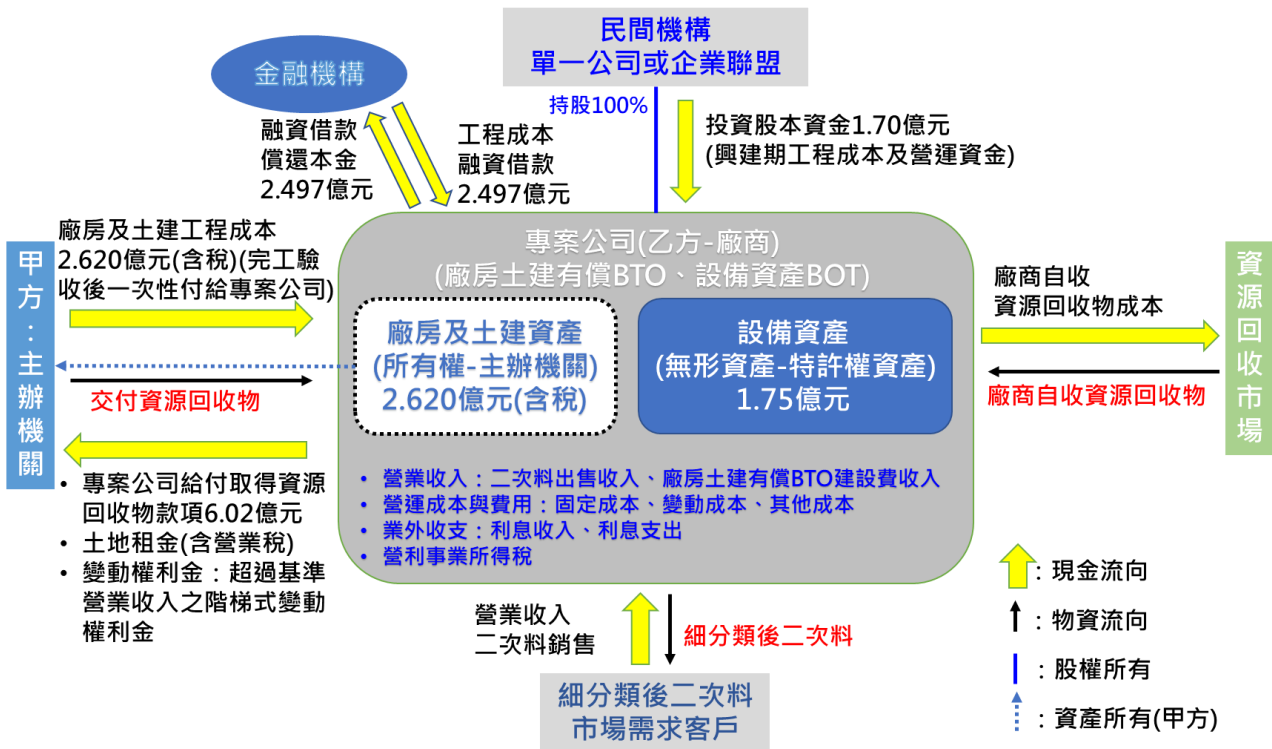 民間機構
單一公司或企業聯盟
金融機構
持股100%
融資借款
償還本金
2.497億元
工程成本
融資借款
2.497億元
投資股本資金1.70億元
(興建期工程成本及營運資金)
甲方：主辦機關
廠房及土建工程成本
2.620億元(含稅)(完工驗
收後一次性付給專案公司)
交付資源回收物
• 專案公司給付取得資源
回收物款項6.02億元
• 土地租金(含營業稅)
• 變動權利金：超過基準
營業收入之階梯式變動
權利金
專案公司(乙方-廠商)
(廠房土建有償BTO、設備資產BOT)
廠房及土建資產
(所有權-主辦機關)
2.620億元(含稅)
設備資產
(無形資產-特許權資產)
1.75億元
• 營業收入：二次料出售收入、廠房土建有償BTO建設費收入
• 營運成本與費用：固定成本、變動成本、其他成本
• 業外收支：利息收入、利息支出
• 營利事業所得稅
廠商自收
資源回收物成本
廠商自收資源回收物
資源回收市場
營業收入
二次料銷售
細分類後二次料
細分類後二次料
市場需求客戶
：現金流向
：物資流向
：股權所有
：資產所有(甲方)